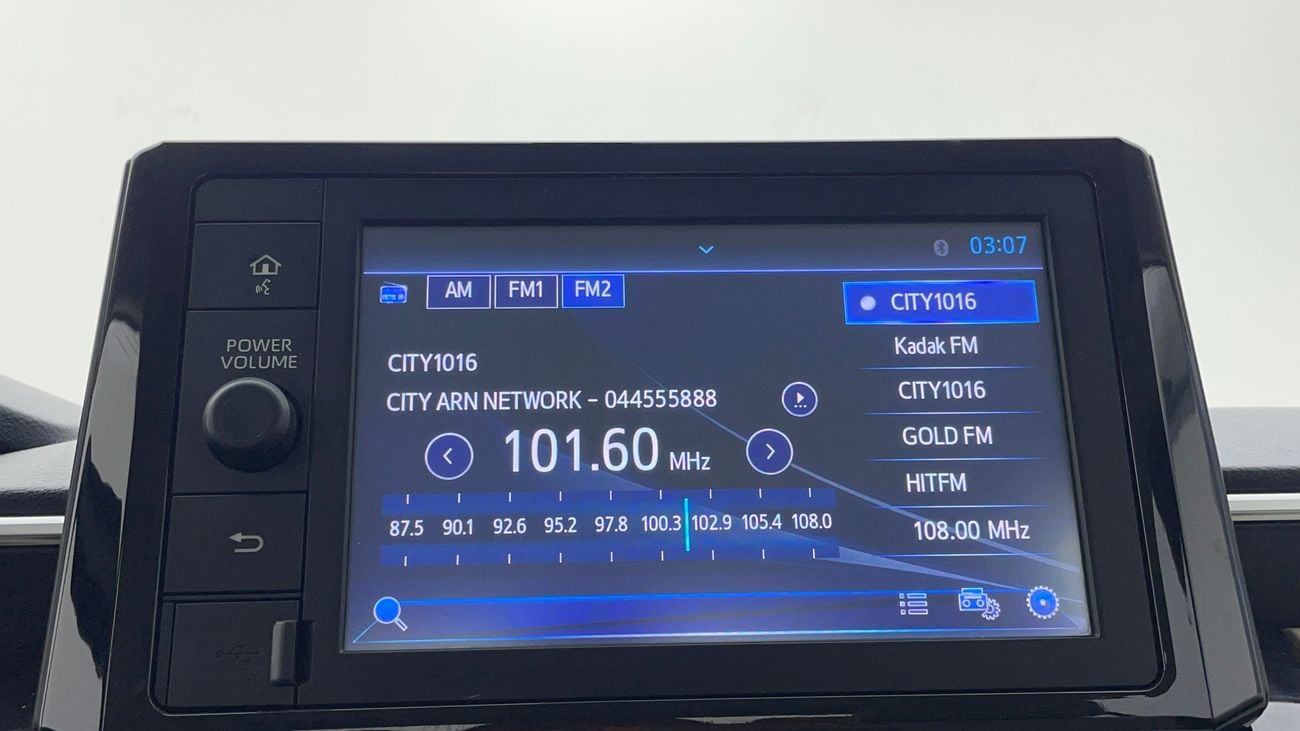 03:07
AM FM1 FM2
CITY1016
CITY ARN NETWORK - 044555888
101.60 MHz
87.5 90.1 92.6 95.2 97.8 100.3 102.9 105.4 108.0
CITY1016
Kadak FM
CITY1016
GOLD FM
HITFM
108.00 MHz
POWER
VOLUME